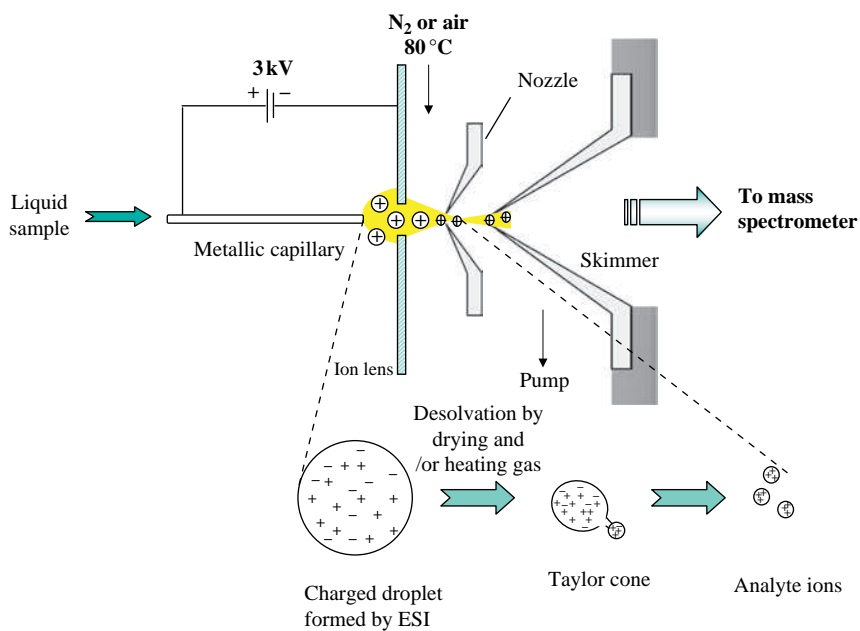 N₂ or air
80 °C
3 kV
+ −
Nozzle
Liquid
sample
To mass
spectrometer
Metallic capillary
Skimmer
Ion lens
Pump
Desolvation by
drying and
/or heating gas
Charged droplet
formed by ESI
Taylor cone
Analyte ions